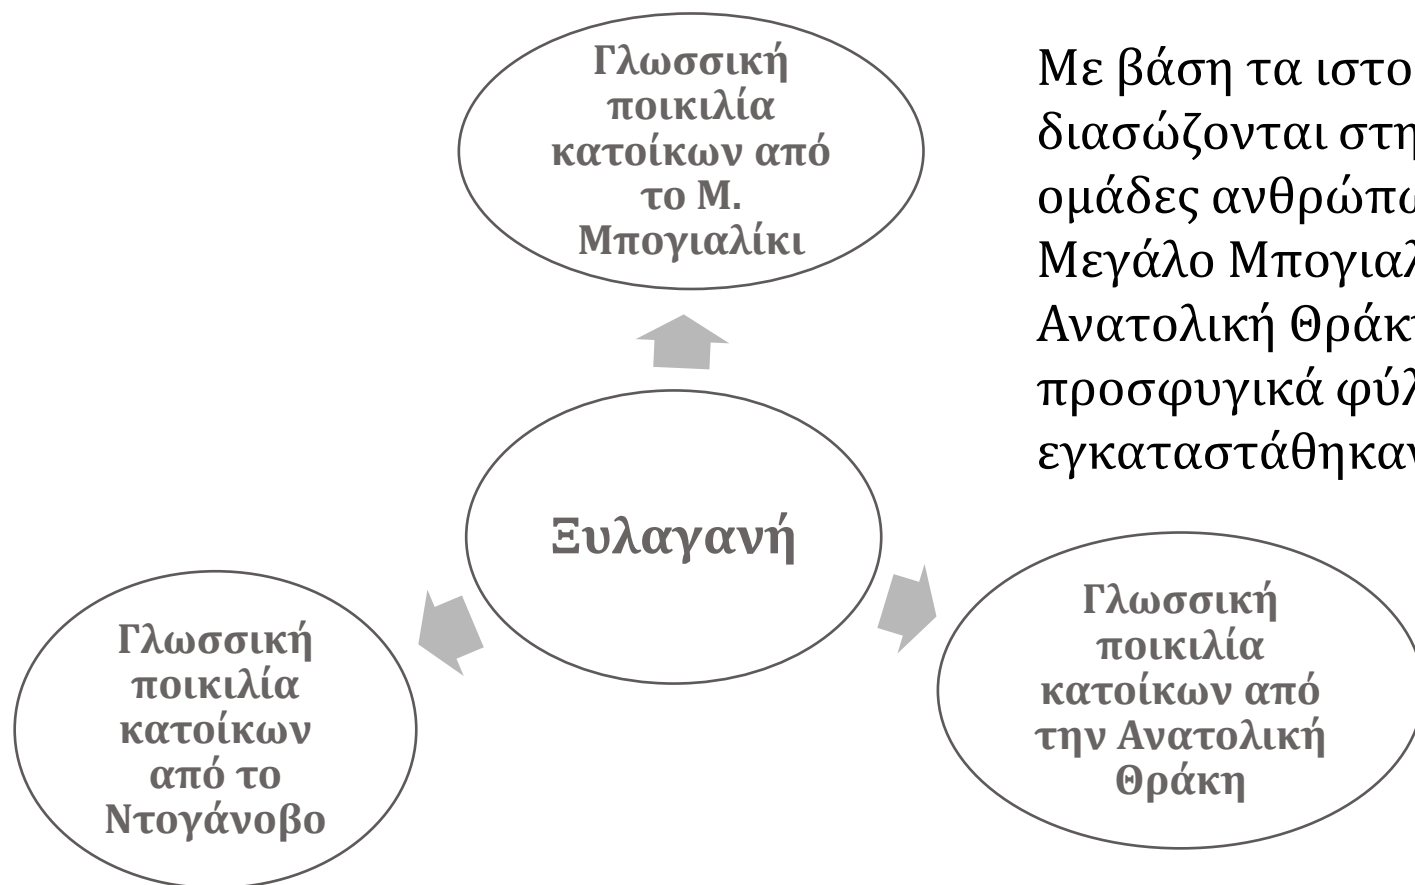 Γλωσσική
ποικιλία
κατοίκων από
το Μ.
Μπογιαλίκι
Με βάση τα ιστο
διασώζονται στη
ομάδες ανθρώπω
Μεγάλο Μπογιαλ
Ανατολική Θράκ
προσφυγικά φύλ
εγκαταστάθηκαν
Ξυλαγανή
Γλωσσική
ποικιλία
κατοίκων
από το
Ντογάνοβο
Γλωσσική
ποικιλία
κατοίκων από
την Ανατολική
Θράκη